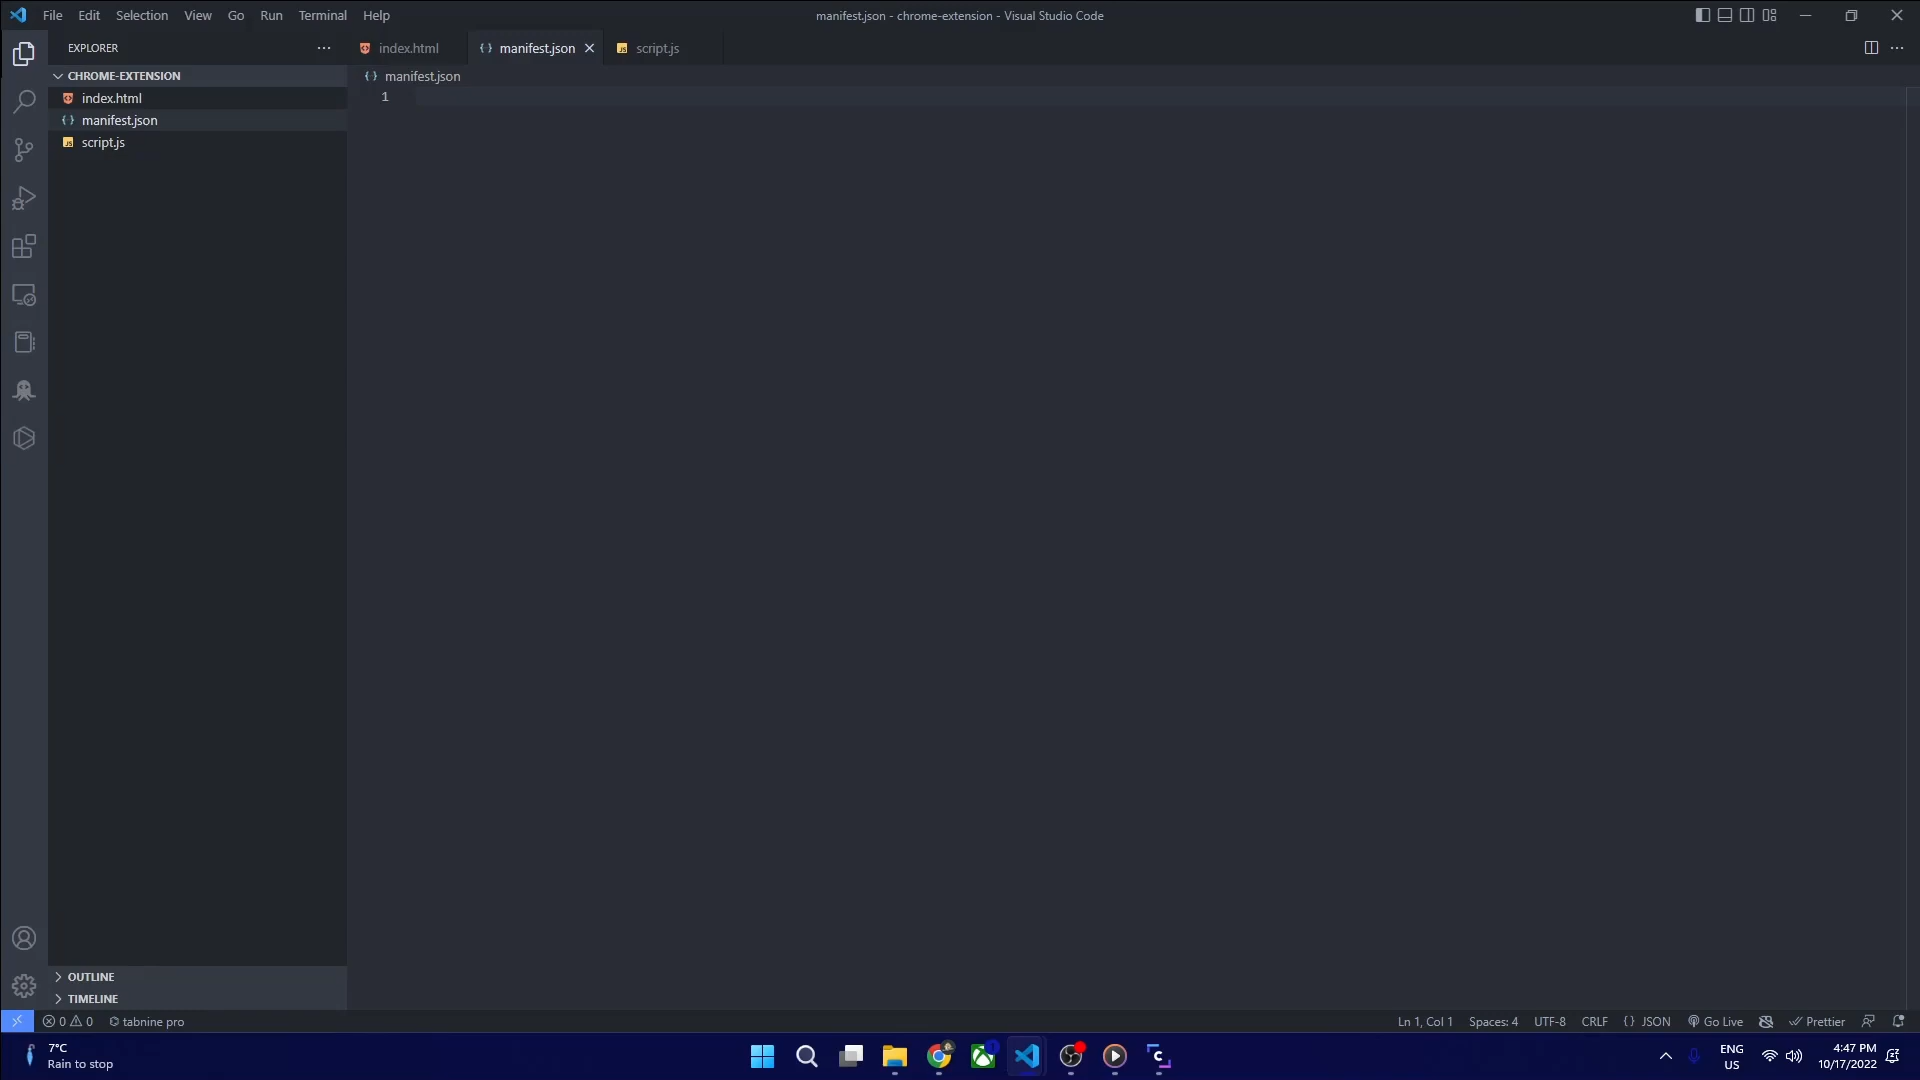 File Edit Selection View Go Run Terminal Help
manifest.json - chrome-extension - Visual Studio Code
EXPLORER
index.html
manifest.json
script.js
CHROME-EXTENSION
manifest.json
index.html
1
manifest.json
script.js
OUTLINE
TIMELINE
0 0 tabnine pro
Ln 1, Col 1 Spaces: 4 UTF-8 CRLF {} JSON Go Live Prettier
7°C
Rain to stop
ENG
US
4:47 PM
10/17/2022